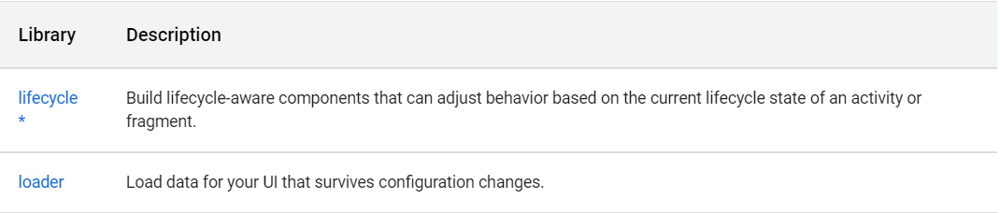 Library Description
lifecycle Build lifecycle-aware components that can adjust behavior based on the current lifecycle state of an activity or
* fragment.
loader Load data for your UI that survives configuration changes.